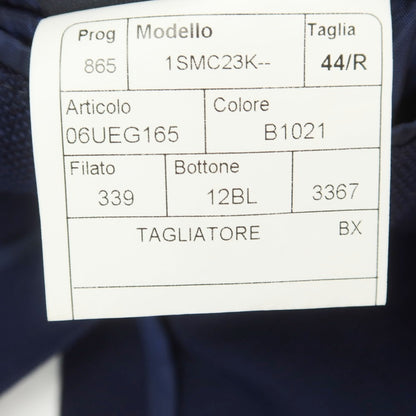 Prog Modello Taglia
865 1SMC23K-- 44/R
Articolo Colore
06UEG165 B1021
Filato Bottone
339 12BL 3367
TAGLIATORE BX